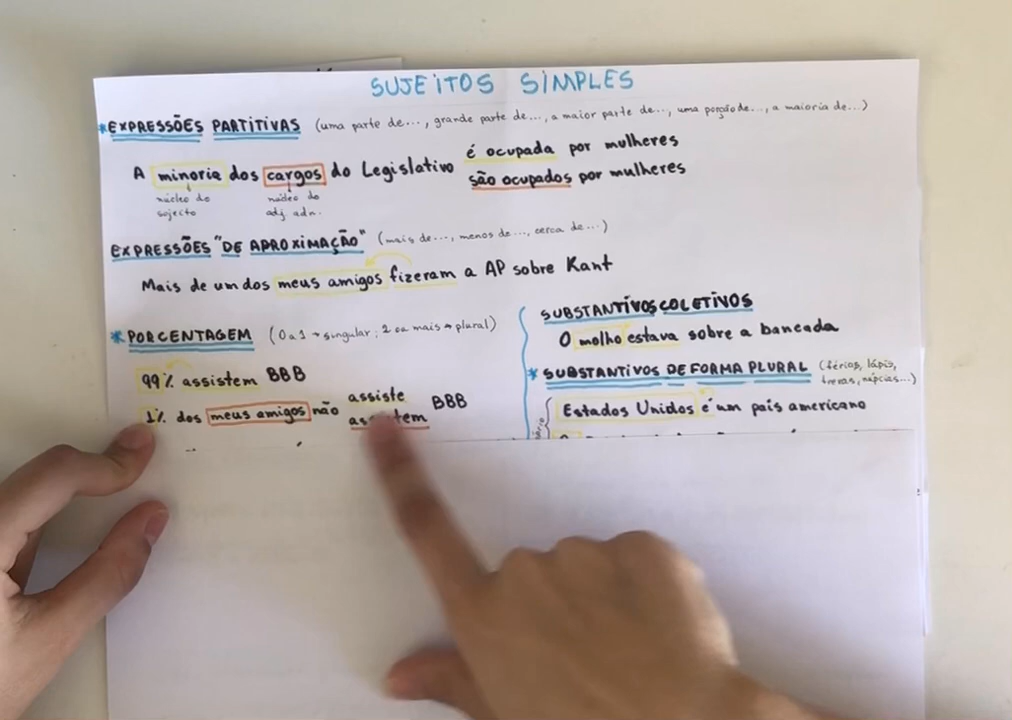 SUJEITOS SIMPLES
*EXPRESSÕES PARTITIVAS (uma parte de..., grande parte de..., a maior parte de..., uma porção de..., a maioria de...)
A minoria dos cargos do Legislativo é ocupada por mulheres
são ocupados por mulheres
núcleo do sujeito
núcleo do adj. adn.
EXPRESSÕES "DE APROXIMAÇÃO" (mais de..., menos de..., cerca de...)
Mais de um dos meus amigos fizeram a AP sobre Kant
*PORCENTAGEM (0 a 1 → singular; 2 ou mais → plural)
99% assistem BBB
1% dos meus amigos não assiste BBB
assistem
SUBSTANTIVOS COLETIVOS
O molho estava sobre a bancada
*SUBSTANTIVOS DE FORMA PLURAL (férias, lápis,
trevas, núpcias...)
Estados Unidos é um país americano